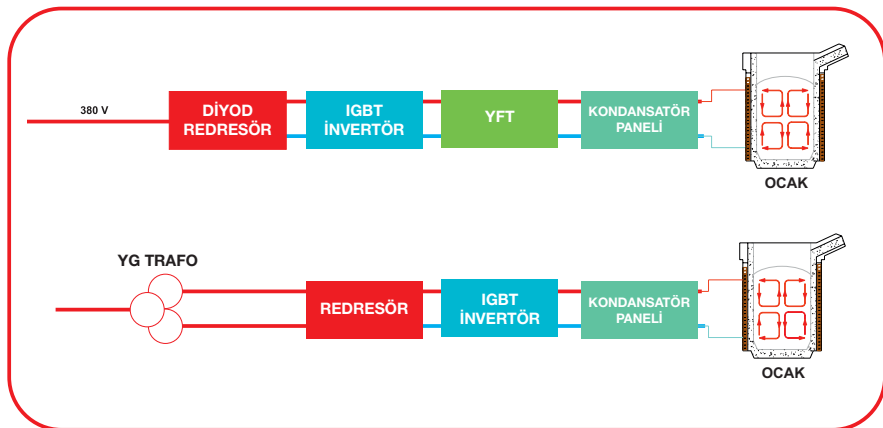 380 V
DİYOD
REDRESÖR
IGBT
İNVERTÖR
YFT
KONDANSATÖR
PANELİ
OCAK
YG TRAFO
REDRESÖR
IGBT
İNVERTÖR
KONDANSATÖR
PANELİ
OCAK